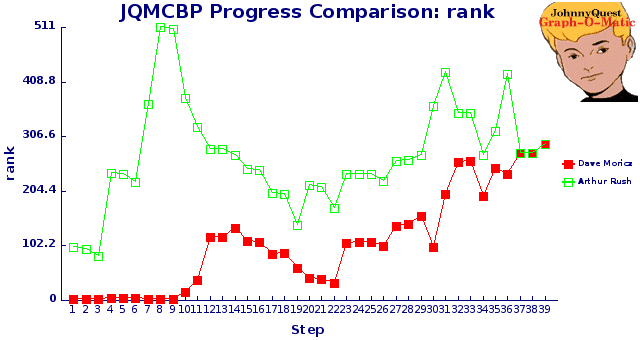 JQMCBP Progress Comparison: rank
JohnnyQuest
Graph-O-Matic
511
408.8
306.6
204.4
102.2
0
rank
1 2 3 4 5 6 7 8 9 10 11 12 13 14 15 16 17 18 19 20 21 22 23 24 25 26 27 28 29 30 31 32 33 34 35 36 37 38 39
Step
Dave Moricz
Arthur Rush